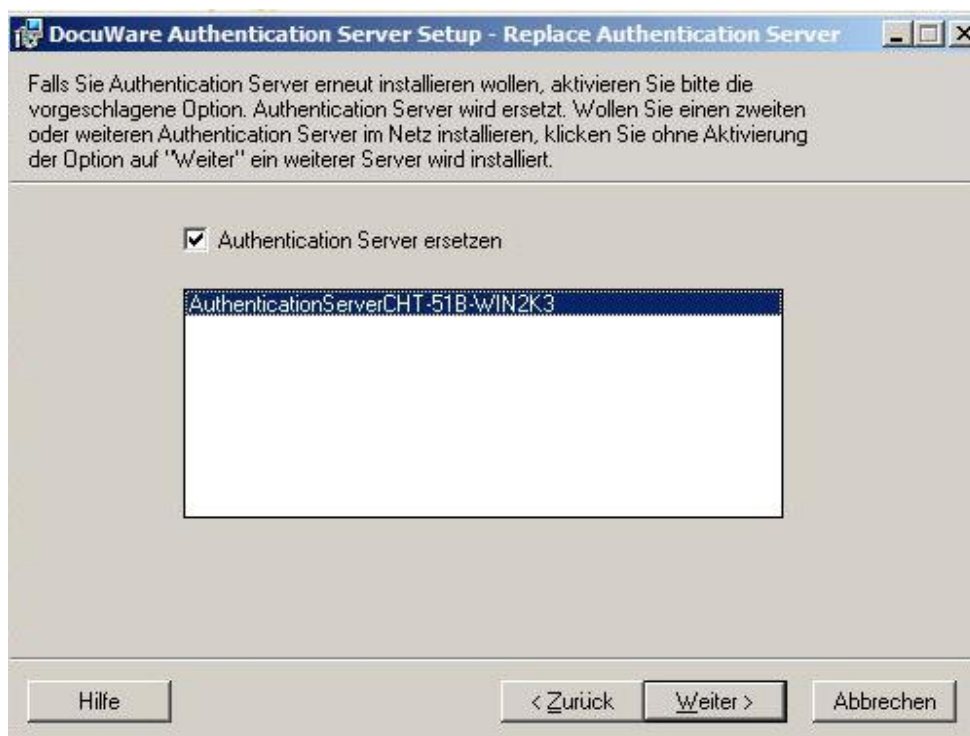 DocuWare Authentication Server Setup - Replace Authentication Server
Falls Sie Authentication Server erneut installieren wollen, aktivieren Sie bitte die
vorgeschlagene Option. Authentication Server wird ersetzt. Wollen Sie einen zweiten
oder weiteren Authentication Server im Netz installieren, klicken Sie ohne Aktivierung
der Option auf "Weiter" ein weiterer Server wird installiert.
Authentication Server ersetzen
AuthenticationServerCHT-51B-WIN2K3
Hilfe
< Zurück
Weiter >
Abbrechen